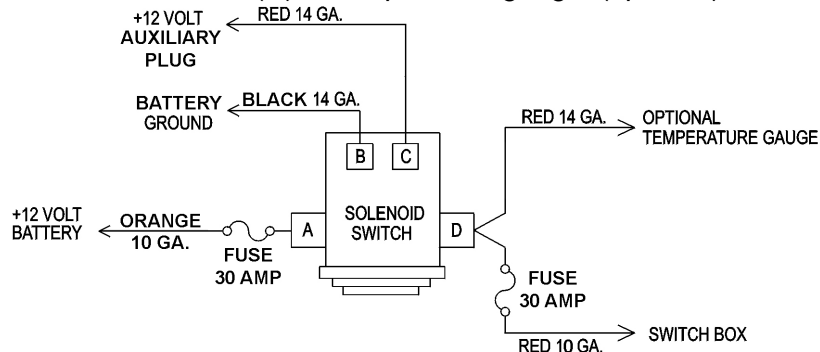 +12 VOLT
AUXILIARY
PLUG
RED 14 GA.
BATTERY
GROUND
BLACK 14 GA.
RED 14 GA.
OPTIONAL
TEMPERATURE GAUGE
B
C
+12 VOLT
BATTERY
ORANGE
10 GA.
FUSE
30 AMP
A
SOLENOID
SWITCH
D
FUSE
30 AMP
SWITCH BOX
RED 10 GA.